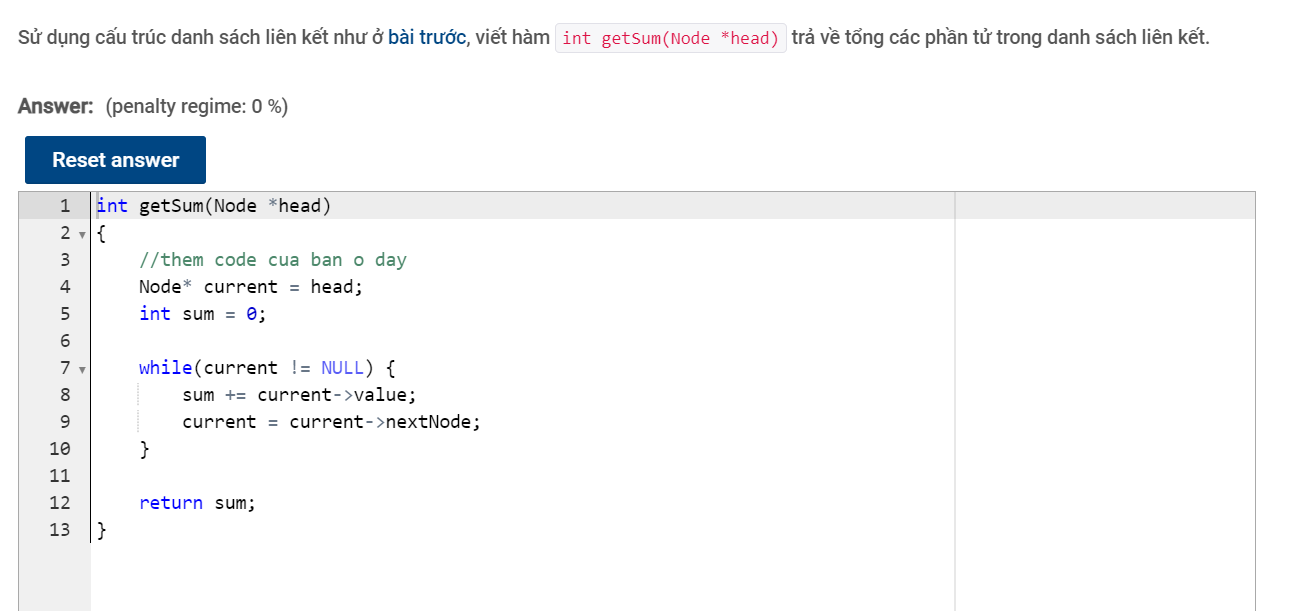 Sử dụng cấu trúc danh sách liên kết như ở bài trước, viết hàm int getSum(Node *head) trả về tổng các phần tử trong danh sách liên kết.
Answer: (penalty regime: 0 %)
Reset answer
1 int getSum(Node *head)
2 {
3     //them code cua ban o day
4     Node* current = head;
5     int sum = 0;
6
7     while(current != NULL) {
8         sum += current->value;
9         current = current->nextNode;
10     }
11
12     return sum;
13 }